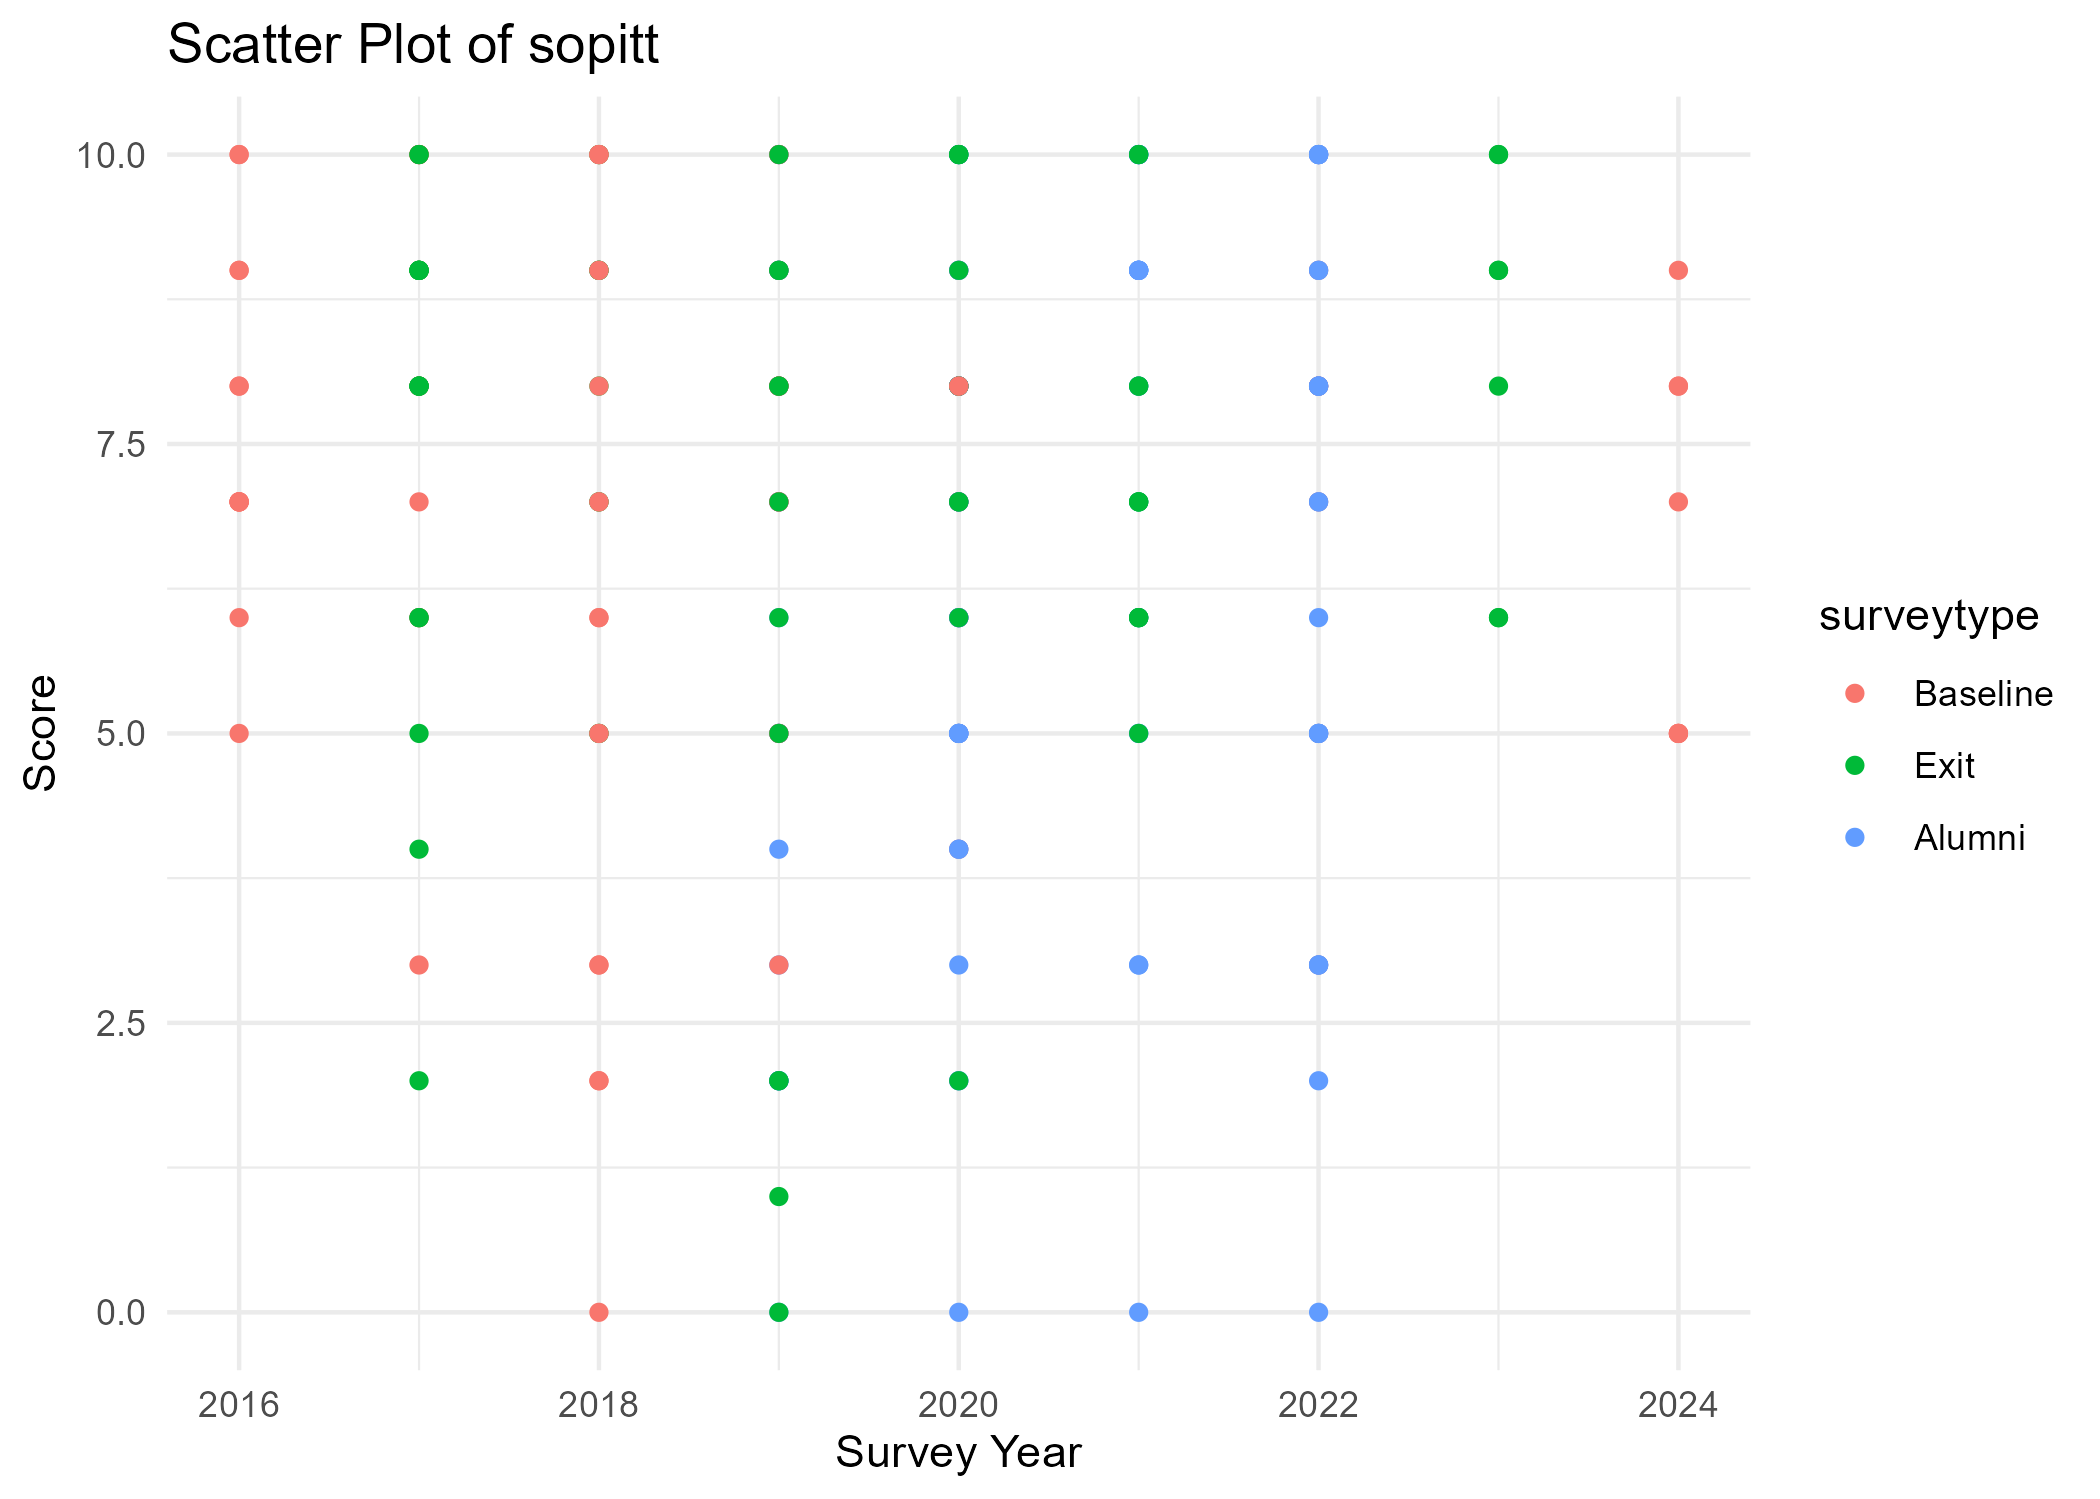 Scatter Plot of sopitt
10.0
7.5
5.0
2.5
0.0
Score
2016 2018 2020 2022 2024
Survey Year
surveytype
Baseline
Exit
Alumni